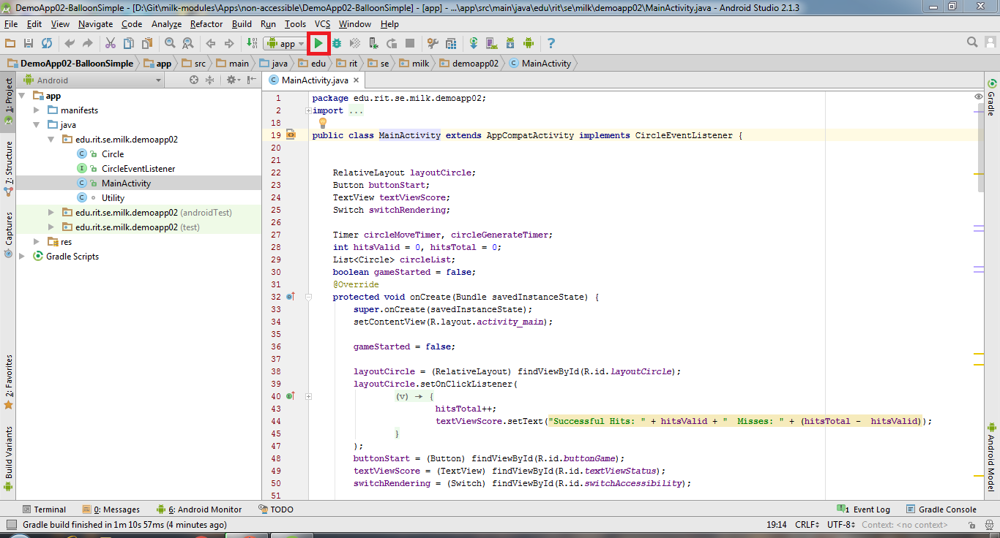 DemoApp02-BalloonSimple - [D:\Git\milk-modules\Apps\non-accessible\DemoApp02-BalloonSimple] - [app] - ...\app\src\main\java\edu\rit\se\milk\demoapp02\MainActivity.java - Android Studio 2.1.3
File Edit View Navigate Code Analyze Refactor Build Run Tools VCS Window Help
app
DemoApp02-BalloonSimple app src main java edu rit se milk demoapp02 MainActivity
Android
MainActivity.java
1: Project
7: Structure
Captures
2: Favorites
Build Variants
app
manifests
java
edu.rit.se.milk.demoapp02
Circle
CircleEventListener
MainActivity
Utility
edu.rit.se.milk.demoapp02 (androidTest)
edu.rit.se.milk.demoapp02 (test)
res
Gradle Scripts
1 package edu.rit.se.milk.demoapp02;
2 import ...
18
19 public class MainActivity extends AppCompatActivity implements CircleEventListener {
20
21
22 RelativeLayout layoutCircle;
23 Button buttonStart;
24 TextView textViewScore;
25 Switch switchRendering;
26
27 Timer circleMoveTimer, circleGenerateTimer;
28 int hitsValid = 0, hitsTotal = 0;
29 List<Circle> circleList;
30 boolean gameStarted = false;
31 @Override
32 protected void onCreate(Bundle savedInstanceState) {
33 super.onCreate(savedInstanceState);
34 setContentView(R.layout.activity_main);
35
36 gameStarted = false;
37
38 layoutCircle = (RelativeLayout) findViewById(R.id.layoutCircle);
39 layoutCircle.setOnClickListener(
40 (v) → {
43 hitsTotal++;
44 textViewScore.setText("Successful Hits: " + hitsValid + "  Misses: " + (hitsTotal -  hitsValid));
45 }
47 );
48 buttonStart = (Button) findViewById(R.id.buttonGame);
49 textViewScore = (TextView) findViewById(R.id.textViewStatus);
50 switchRendering = (Switch) findViewById(R.id.switchAccessibility);
51
Gradle
Android Model
Terminal 0: Messages 6: Android Monitor TODO 1 Event Log Gradle Console
Gradle build finished in 1m 10s 57ms (4 minutes ago) 19:14 CRLF UTF-8 Context: <no context>